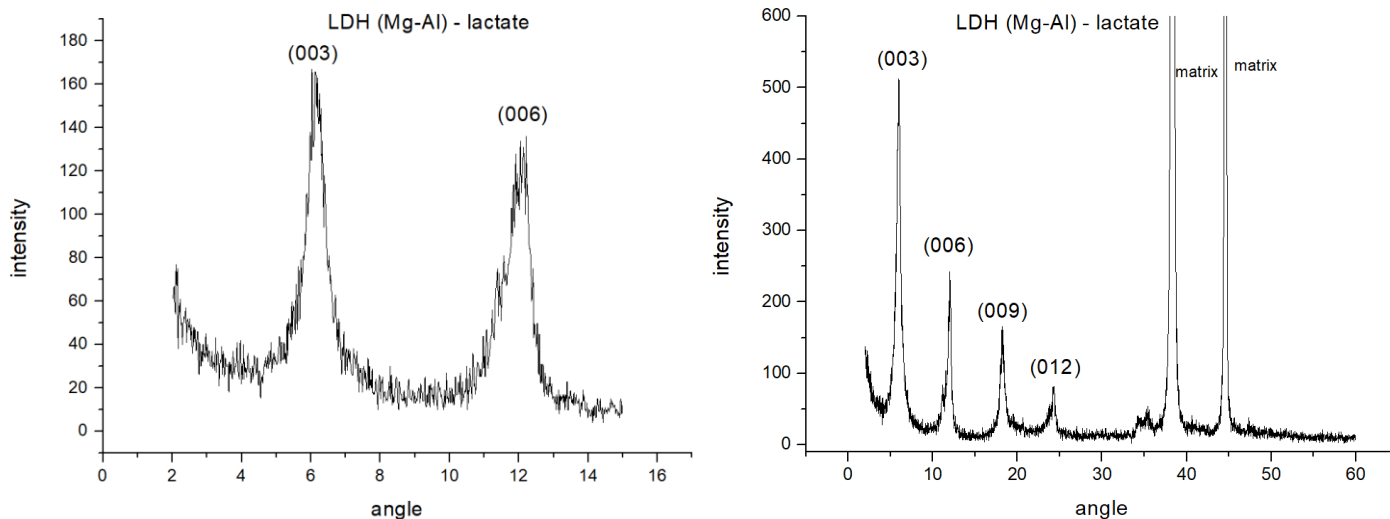 LDH (Mg-Al) - lactate
(003)
(006)
180
160
140
120
100
80
60
40
20
0
intensity
0 2 4 6 8 10 12 14 16
angle
LDH (Mg-Al) - lactate
(003)
matrix matrix
(006)
(009)
(012)
600
500
400
300
200
100
0
intensity
0 10 20 30 40 50 60
angle